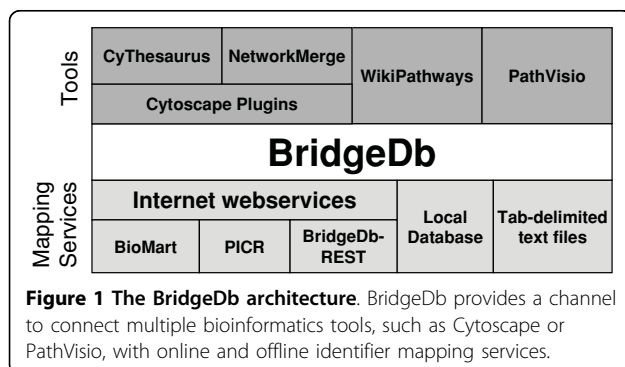 Tools
CyThesaurus
NetworkMerge
WikiPathways
PathVisio
Cytoscape Plugins
BridgeDb
Mapping
Services
Internet webservices
BioMart
PICR
BridgeDb-
REST
Local
Database
Tab-delimited
text files
Figure 1 The BridgeDb architecture. BridgeDb provides a channel
to connect multiple bioinformatics tools, such as Cytoscape or
PathVisio, with online and offline identifier mapping services.